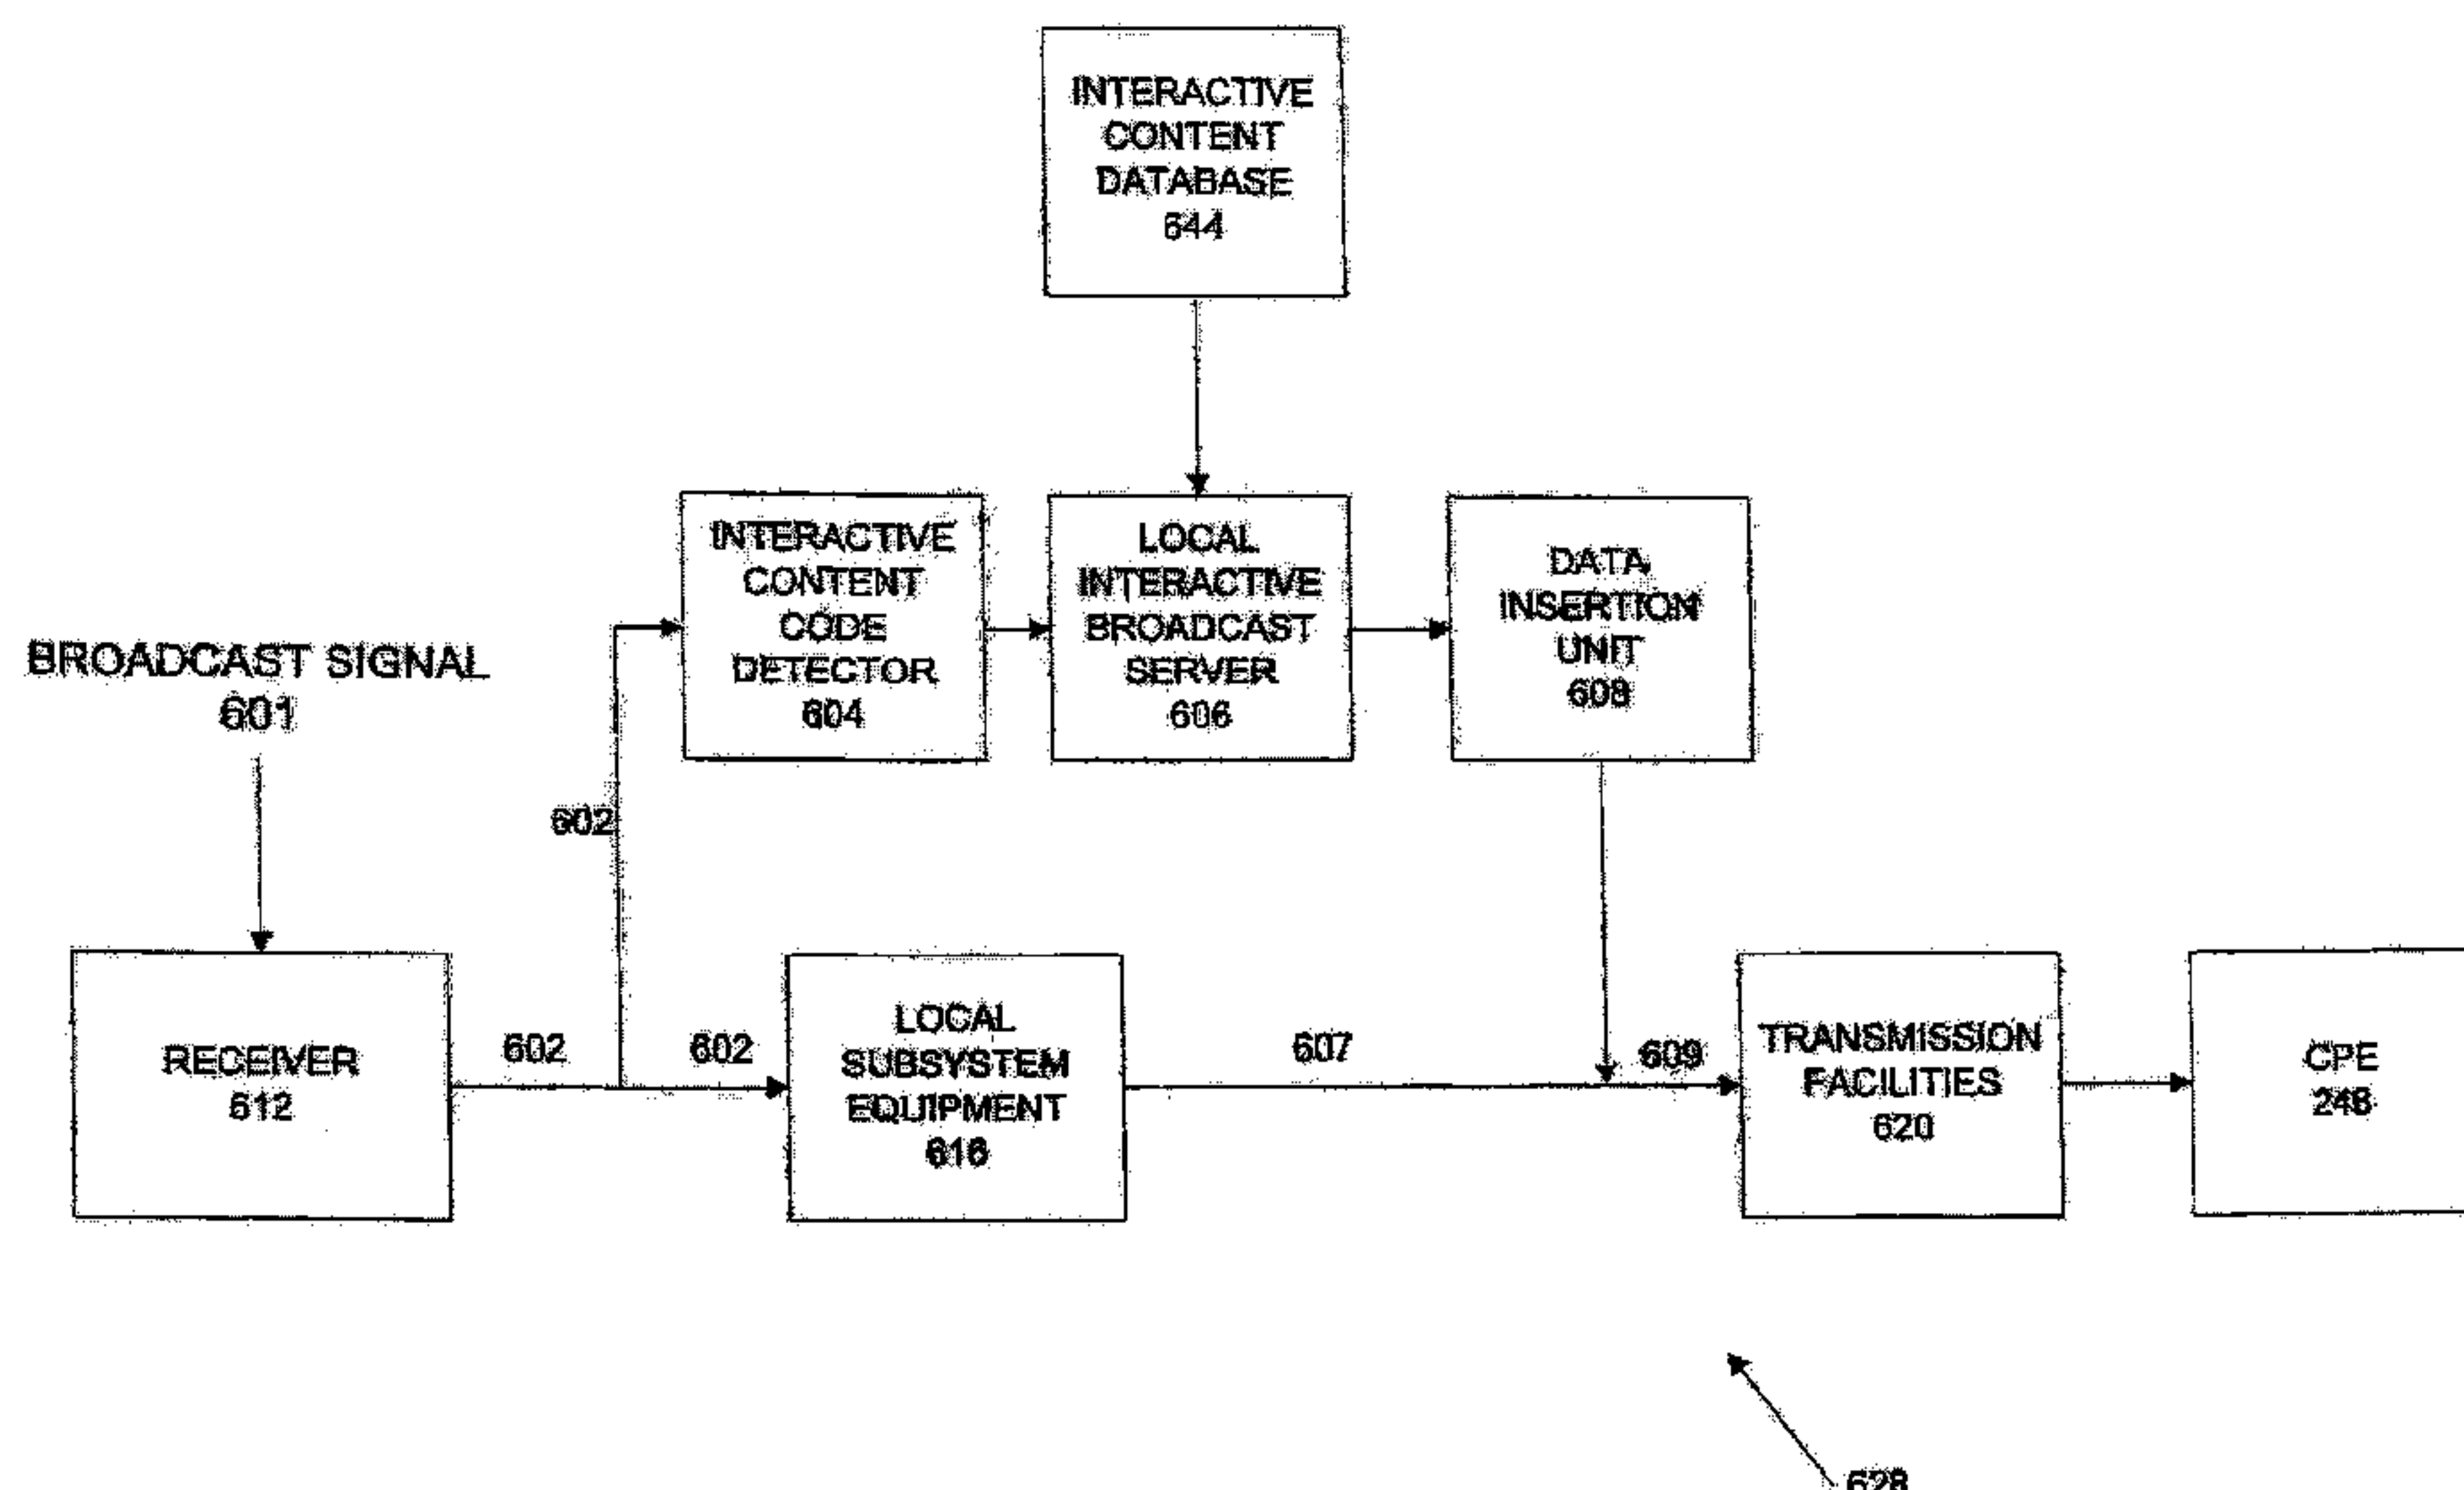 INTERACTIVE
CONTENT
DATABASE
644
INTERACTIVE
CONTENT
CODE
DETECTOR
604
LOCAL
INTERACTIVE
BROADCAST
SERVER
606
DATA
INSERTION
UNIT
608
BROADCAST SIGNAL
601
602
RECEIVER
612
602
602
LOCAL
SUBSYSTEM
EQUIPMENT
616
607
609
TRANSMISSION
FACILITIES
620
CPE
248
628